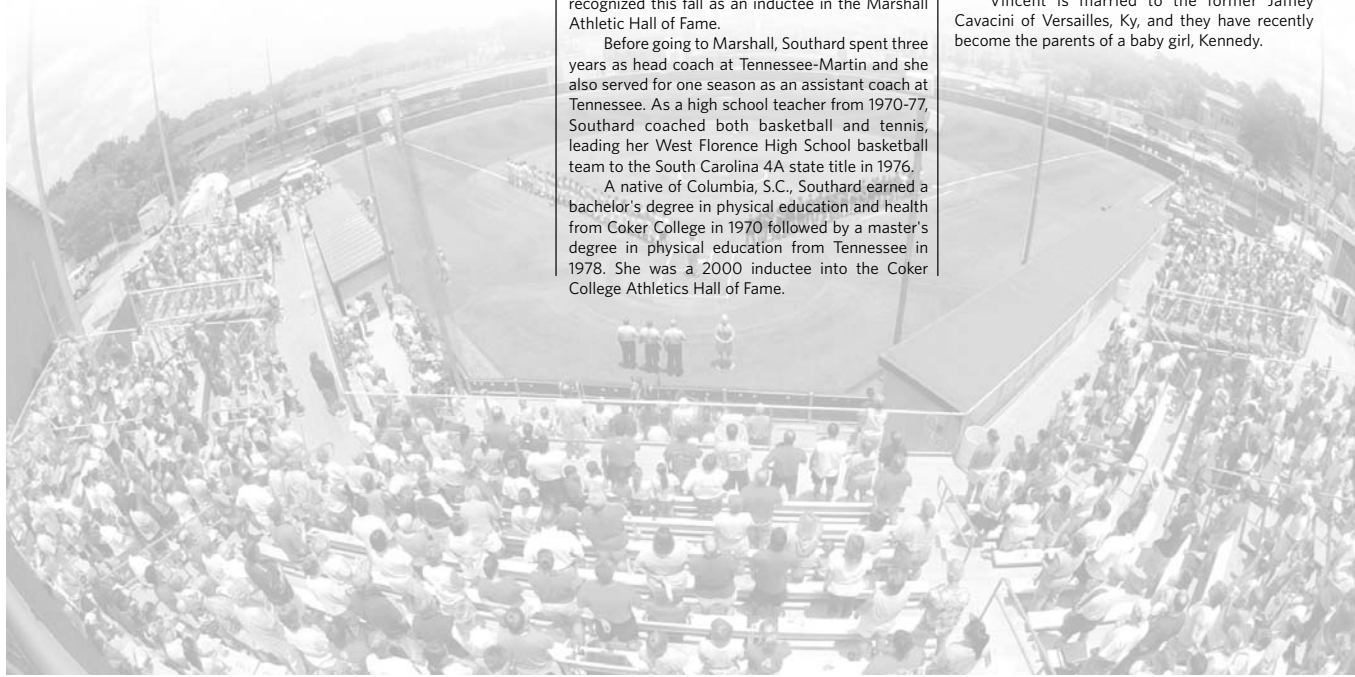 recognized this fall as an inductee in the Marshall
Athletic Hall of Fame.
Before going to Marshall, Southard spent three
years as head coach at Tennessee-Martin and she
also served for one season as an assistant coach at
Tennessee. As a high school teacher from 1970-77,
Southard coached both basketball and tennis,
leading her West Florence High School basketball
team to the South Carolina 4A state title in 1976.
A native of Columbia, S.C., Southard earned a
bachelor's degree in physical education and health
from Coker College in 1970 followed by a master's
degree in physical education from Tennessee in
1978. She was a 2000 inductee into the Coker
College Athletics Hall of Fame.
Vincent is married to the former Jamey
Cavacini of Versailles, Ky, and they have recently
become the parents of a baby girl, Kennedy.